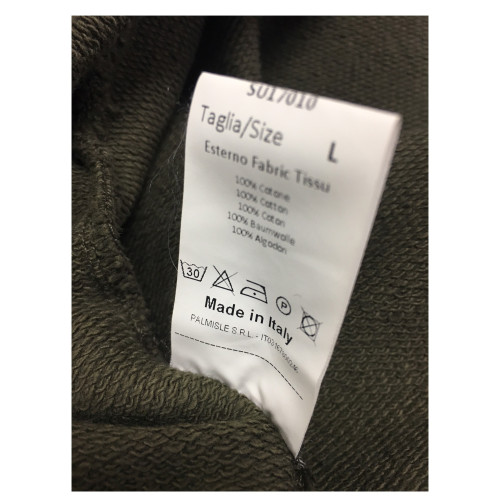 SU17010
Taglia/Size L
Esterno Fabric Tissu
100% Cotone
100% Cotton
100% Coton
100% Baumwolle
100% Algodon
30
P
Made in Italy
PALMISLE S.R.L. -